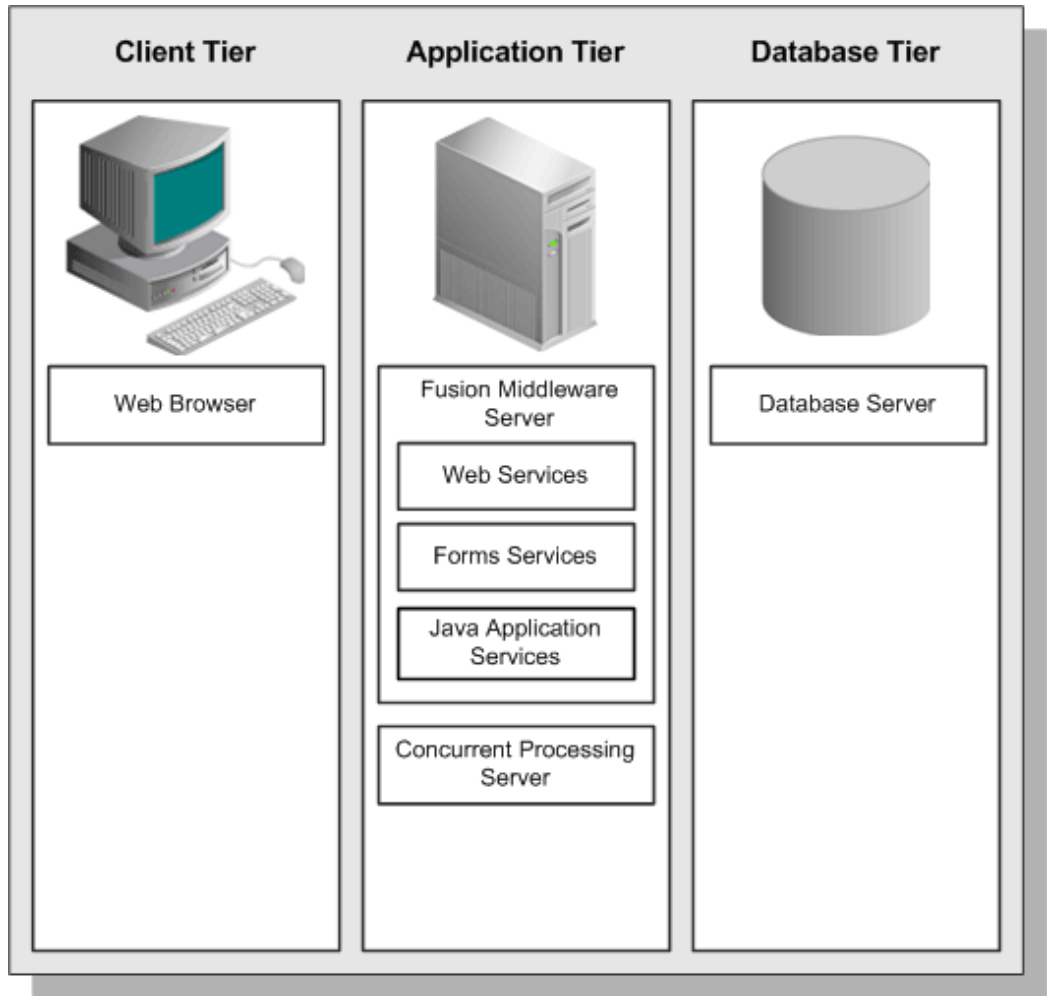 Client Tier
Application Tier
Database Tier
Web Browser
Fusion Middleware
Server
Web Services
Forms Services
Java Application
Services
Concurrent Processing
Server
Database Server